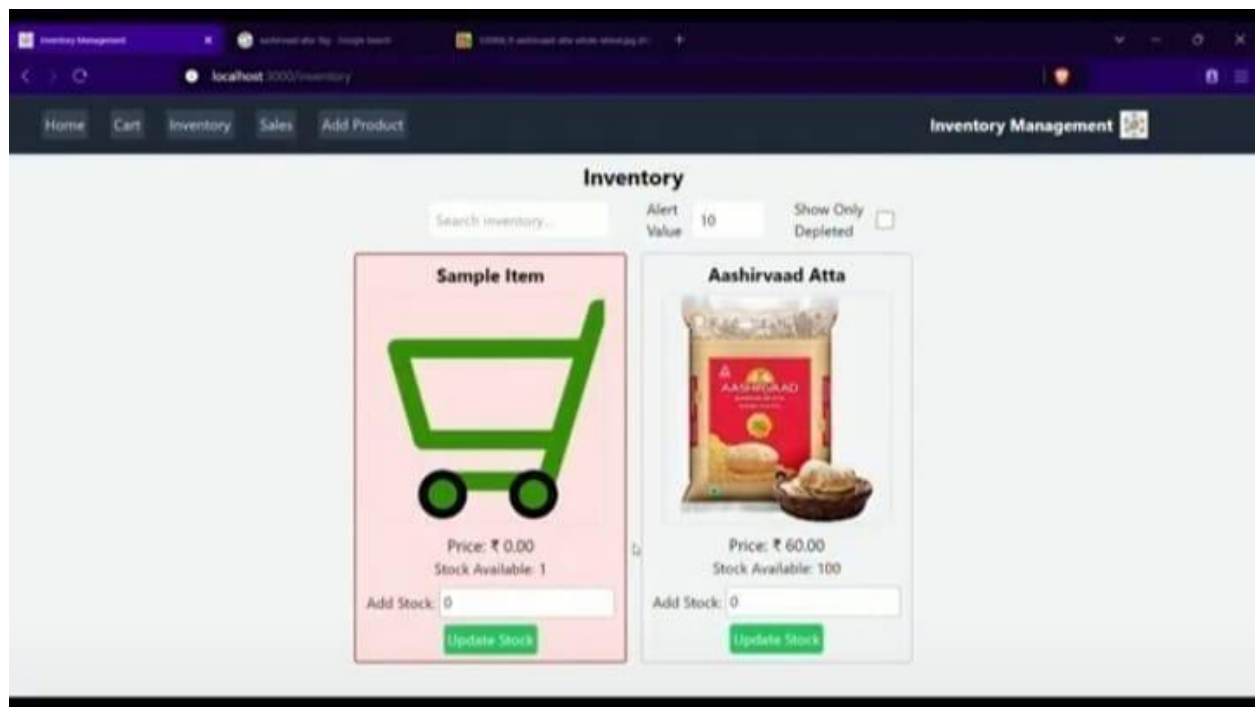 Inventory Management
localhost:3000/inventory
Home Cart Inventory Sales Add Product
Inventory Management
Inventory
Search inventory...
Alert Value 10
Show Only Depleted
Sample Item
Price: ₹ 0.00
Stock Available: 1
Add Stock: 0
Update Stock
Aashirvaad Atta
AASHIRVAAD
Price: ₹ 60.00
Stock Available: 100
Add Stock: 0
Update Stock